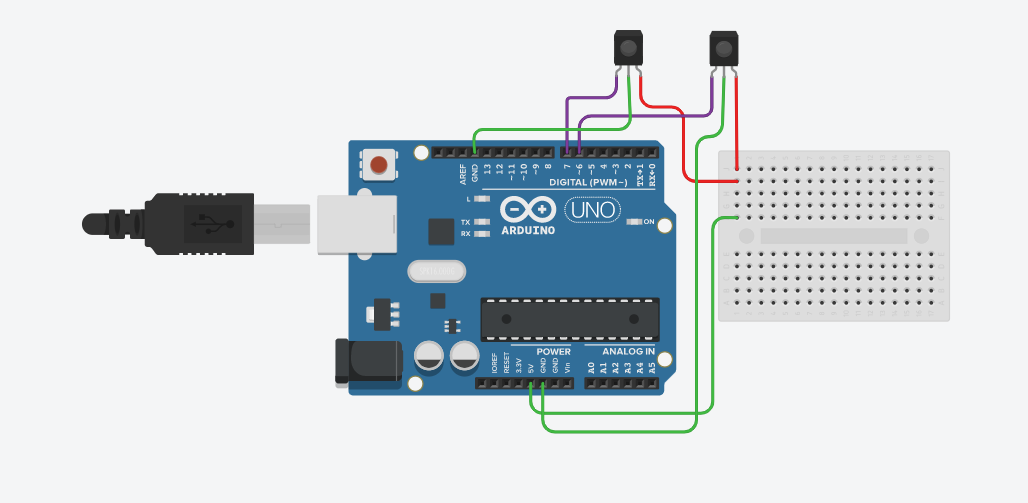 AREF
GND
13
12
~11
~10
~9
8
7
~6
~5
4
~3
2
TX→1
RX←0
DIGITAL (PWM~)
L
TX
RX
UNO
ON
ARDUINO
POWER
ANALOG IN
IOREF
RESET
3.3V
5V
GND
GND
Vin
A0
A1
A2
A3
A4
A5